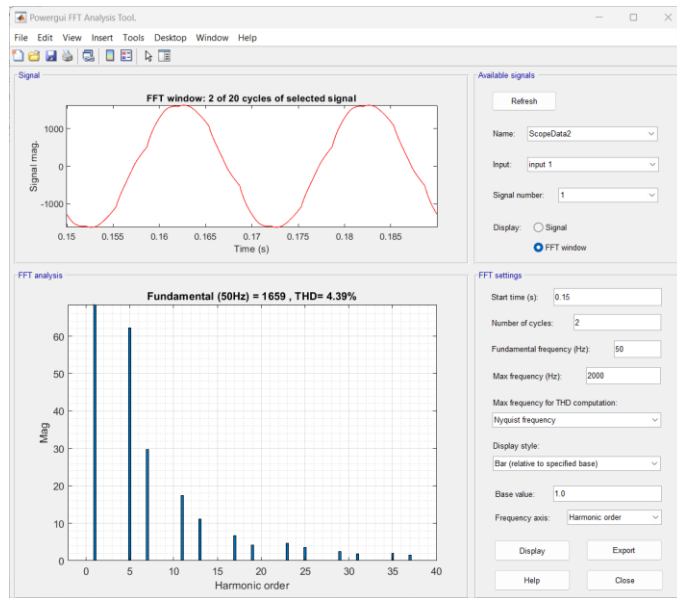 Powergui FFT Analysis Tool.
File Edit View Insert Tools Desktop Window Help
Signal
FFT window: 2 of 20 cycles of selected signal
Signal mag.
1000
0
-1000
0.15 0.155 0.16 0.165 0.17 0.175 0.18 0.185
Time (s)
FFT analysis
Fundamental (50Hz) = 1659 , THD= 4.39%
Mag
60
50
40
30
20
10
0
0 5 10 15 20 25 30 35 40
Harmonic order
Available signals
Refresh
Name: ScopeData2
Input: input 1
Signal number: 1
Display: Signal
FFT window
FFT settings
Start time (s): 0.15
Number of cycles: 2
Fundamental frequency (Hz): 50
Max frequency (Hz): 2000
Max frequency for THD computation:
Nyquist frequency
Display style:
Bar (relative to specified base)
Base value: 1.0
Frequency axis: Harmonic order
Display Export
Help Close